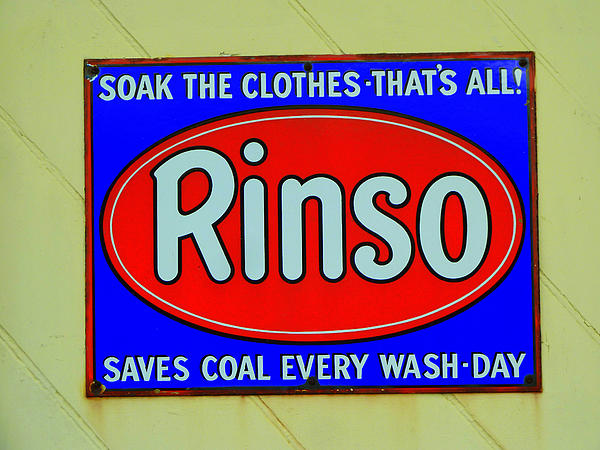 SOAK THE CLOTHES-THAT'S ALL!
Rinso
SAVES COAL EVERY WASH-DAY